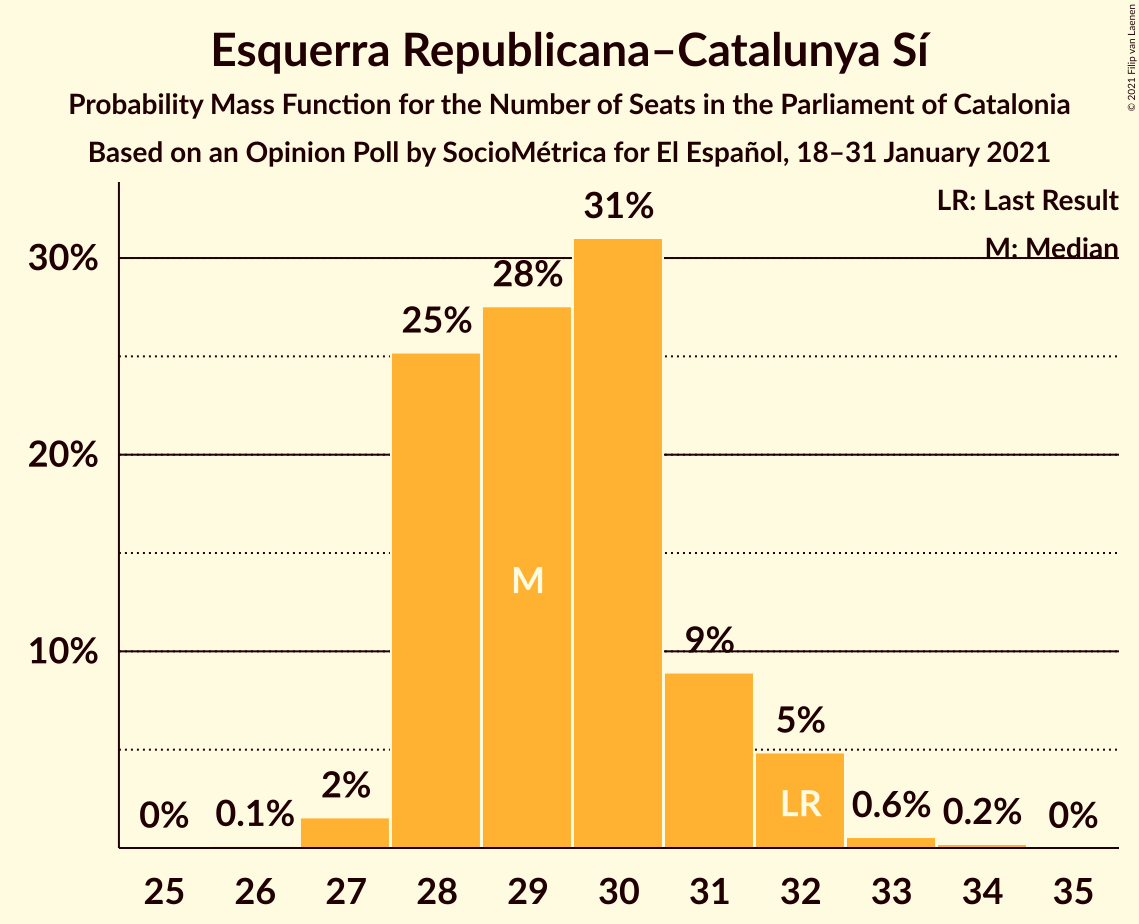 Esquerra Republicana–Catalunya Sí
Probability Mass Function for the Number of Seats in the Parliament of Catalonia
Based on an Opinion Poll by SocioMétrica for El Español, 18–31 January 2021
© 2021 Filip van Laenen
LR: Last Result
M: Median
30%
20%
10%
0% 0.1% 2% 25% 28% 31% 9% 5% 0.6% 0.2% 0%
M
LR
25 26 27 28 29 30 31 32 33 34 35